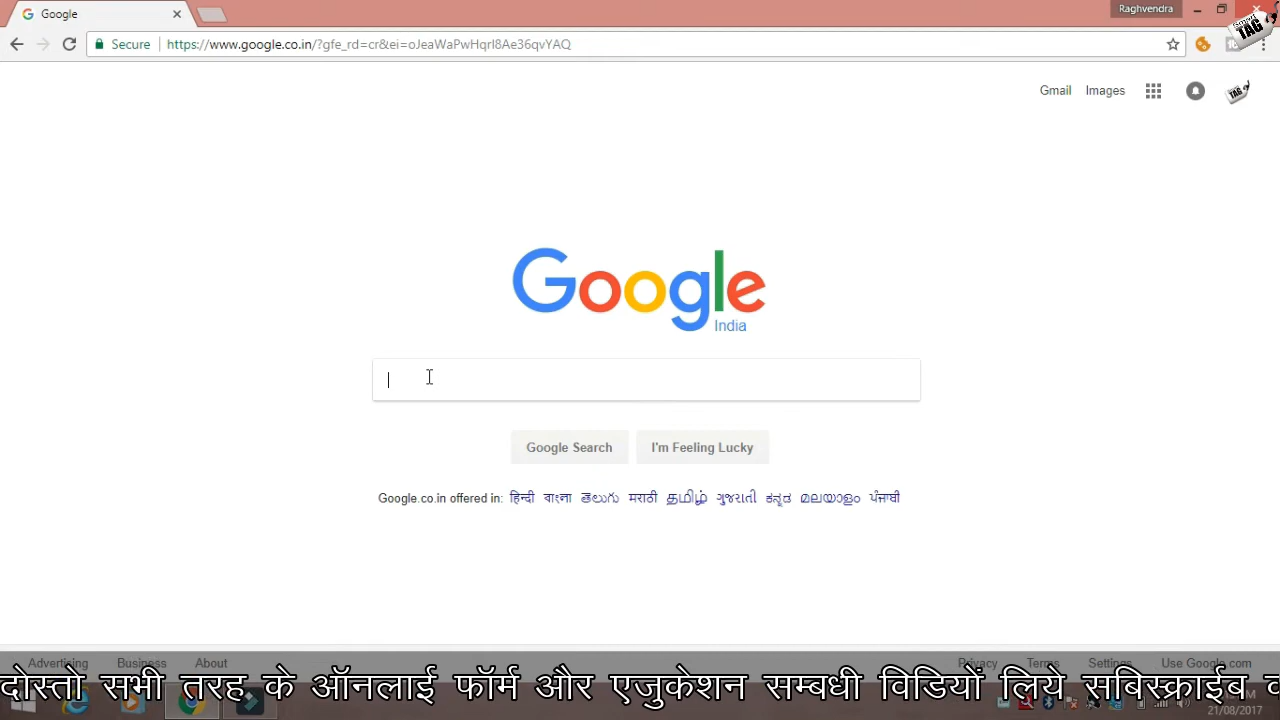 Google
Raghvendra
Secure https://www.google.co.in/?gfe_rd=cr&ei=oJeaWaPwHqrI8Ae36qvYAQ
TAG
Gmail Images
TAG
Google
India
Google Search I'm Feeling Lucky
Google.co.in offered in: हिन्दी বাংলা తెలుగు मराठी தமிழ் ગુજરાતી ಕನ್ನಡ മലയാളം ਪੰਜਾਬੀ
Advertising Business About Privacy Terms Settings Use Google.com
दोस्तो सभी तरह के ऑनलाई फॉर्म और एजुकेशन सम्बधी विडियों लिये सबिस्क्राईब
21/08/2017